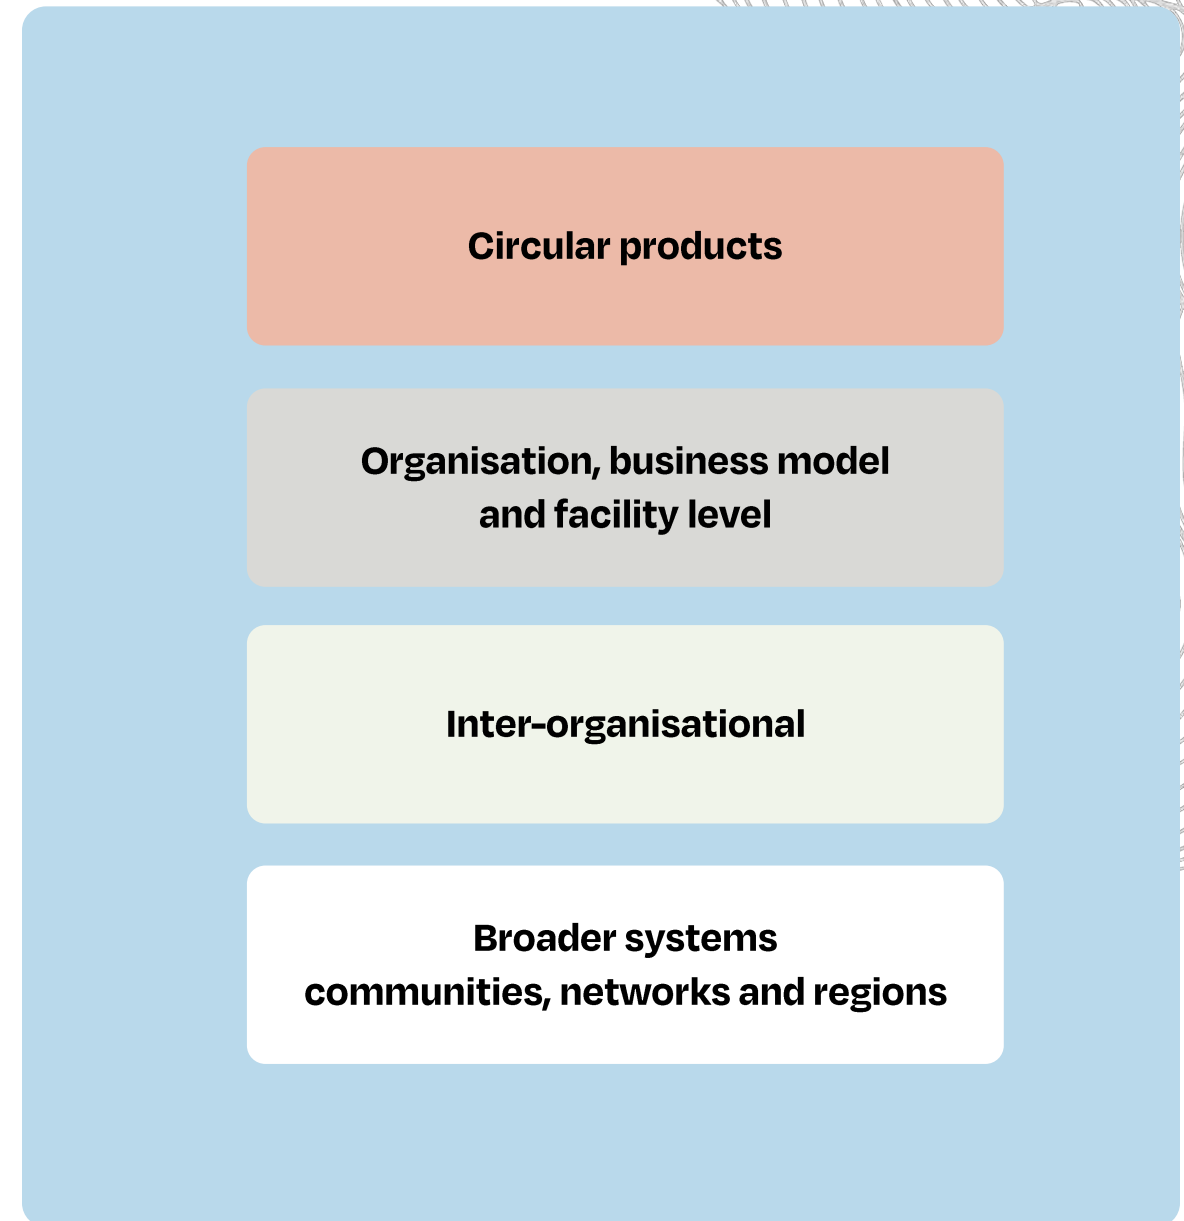 Circular products
Organisation, business model
and facility level
Inter-organisational
Broader systems
communities, networks and regions